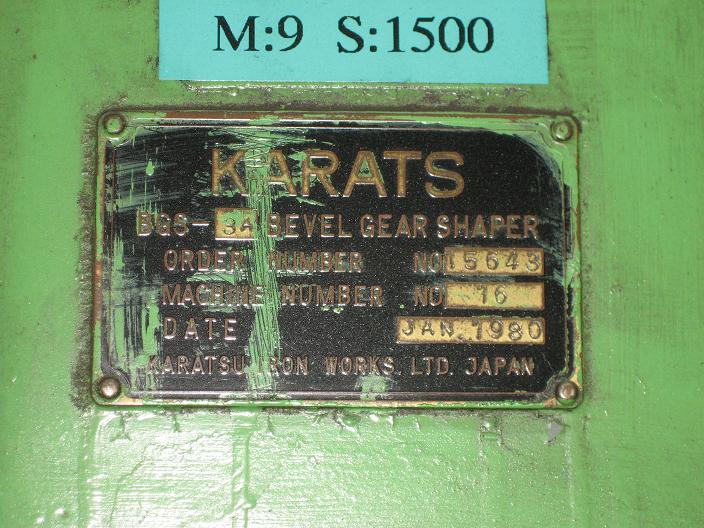 M:9 S:1500
KARATS
BGS-3A BEVEL GEAR SHAPER
ORDER NUMBER NO. 5643
MACHINE NUMBER NO 16
DATE JAN. 1980
KARATSU IRON WORKS, LTD. JAPAN